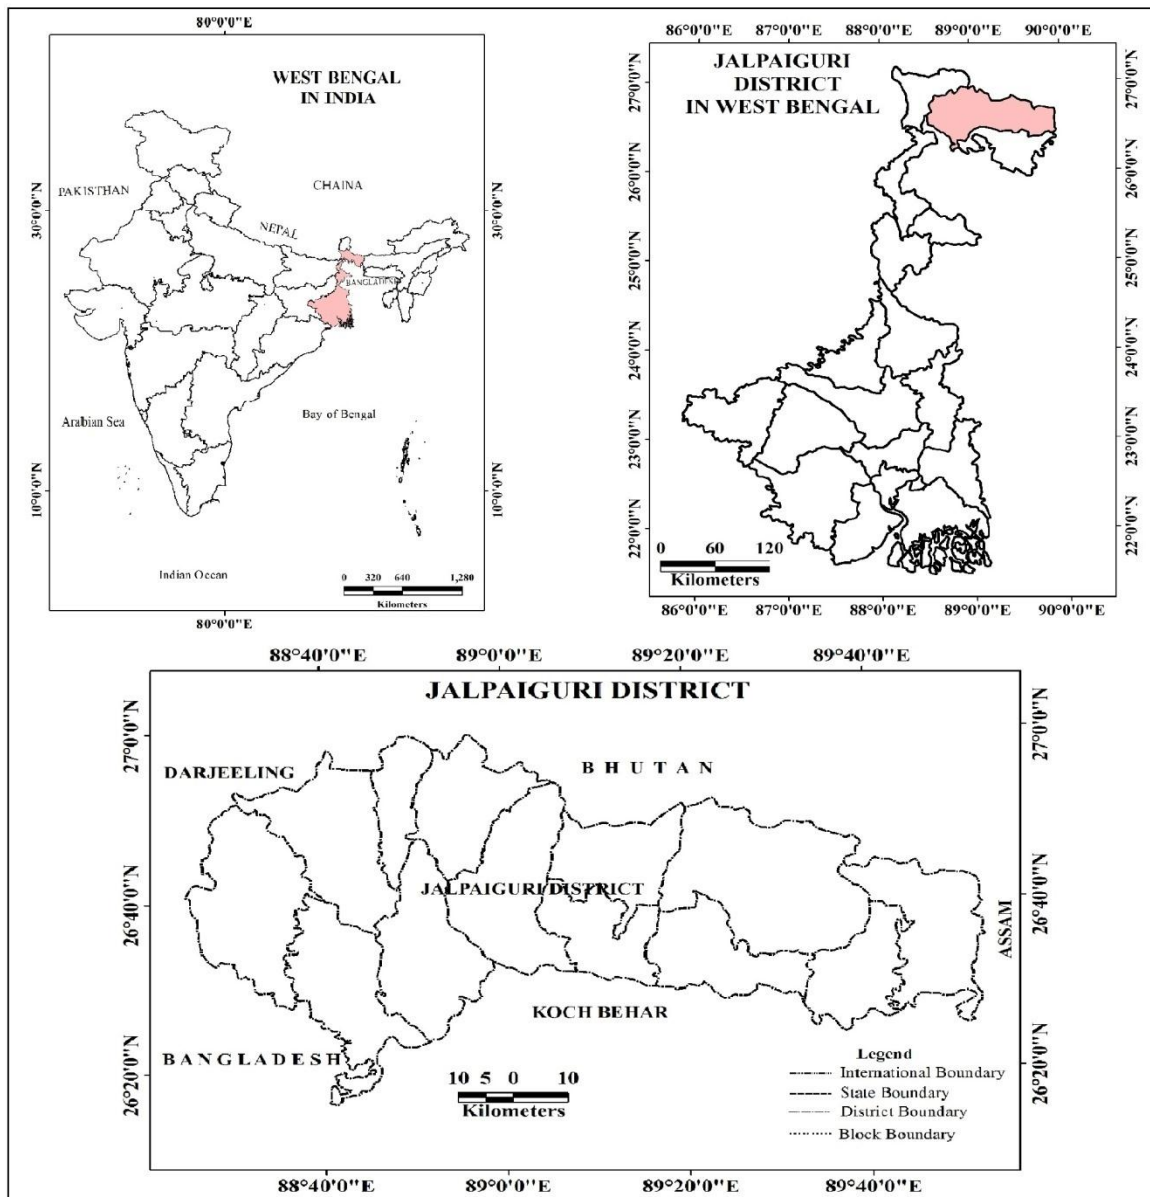 80°0'0"E
WEST BENGAL
IN INDIA
PAKISTHAN
CHAINA
NEPAL
BANGLADESH
30°0'0"N
30°0'0"N
Arabian Sea
Bay of Bengal
10°0'0"N
10°0'0"N
Indian Ocean
0 320 640 1,280
Kilometers
80°0'0"E
86°0'0"E 87°0'0"E 88°0'0"E 89°0'0"E 90°0'0"E
JALPAIGURI
DISTRICT
IN WEST BENGAL
27°0'0"N
27°0'0"N
26°0'0"N
26°0'0"N
25°0'0"N
25°0'0"N
24°0'0"N
24°0'0"N
23°0'0"N
23°0'0"N
22°0'0"N
22°0'0"N
0 60 120
Kilometers
86°0'0"E 87°0'0"E 88°0'0"E 89°0'0"E 90°0'0"E
88°40'0"E 89°0'0"E 89°20'0"E 89°40'0"E
JALPAIGURI DISTRICT
27°0'0"N
27°0'0"N
DARJEELING
BHUTAN
JALPAIGURI DISTRICT
26°40'0"N
26°40'0"N
ASSAM
KOCH BEHAR
BANGLADESH
26°20'0"N
26°20'0"N
10 5 0 10
Kilometers
Legend
International Boundary
State Boundary
District Boundary
Block Boundary
88°40'0"E 89°0'0"E 89°20'0"E 89°40'0"E